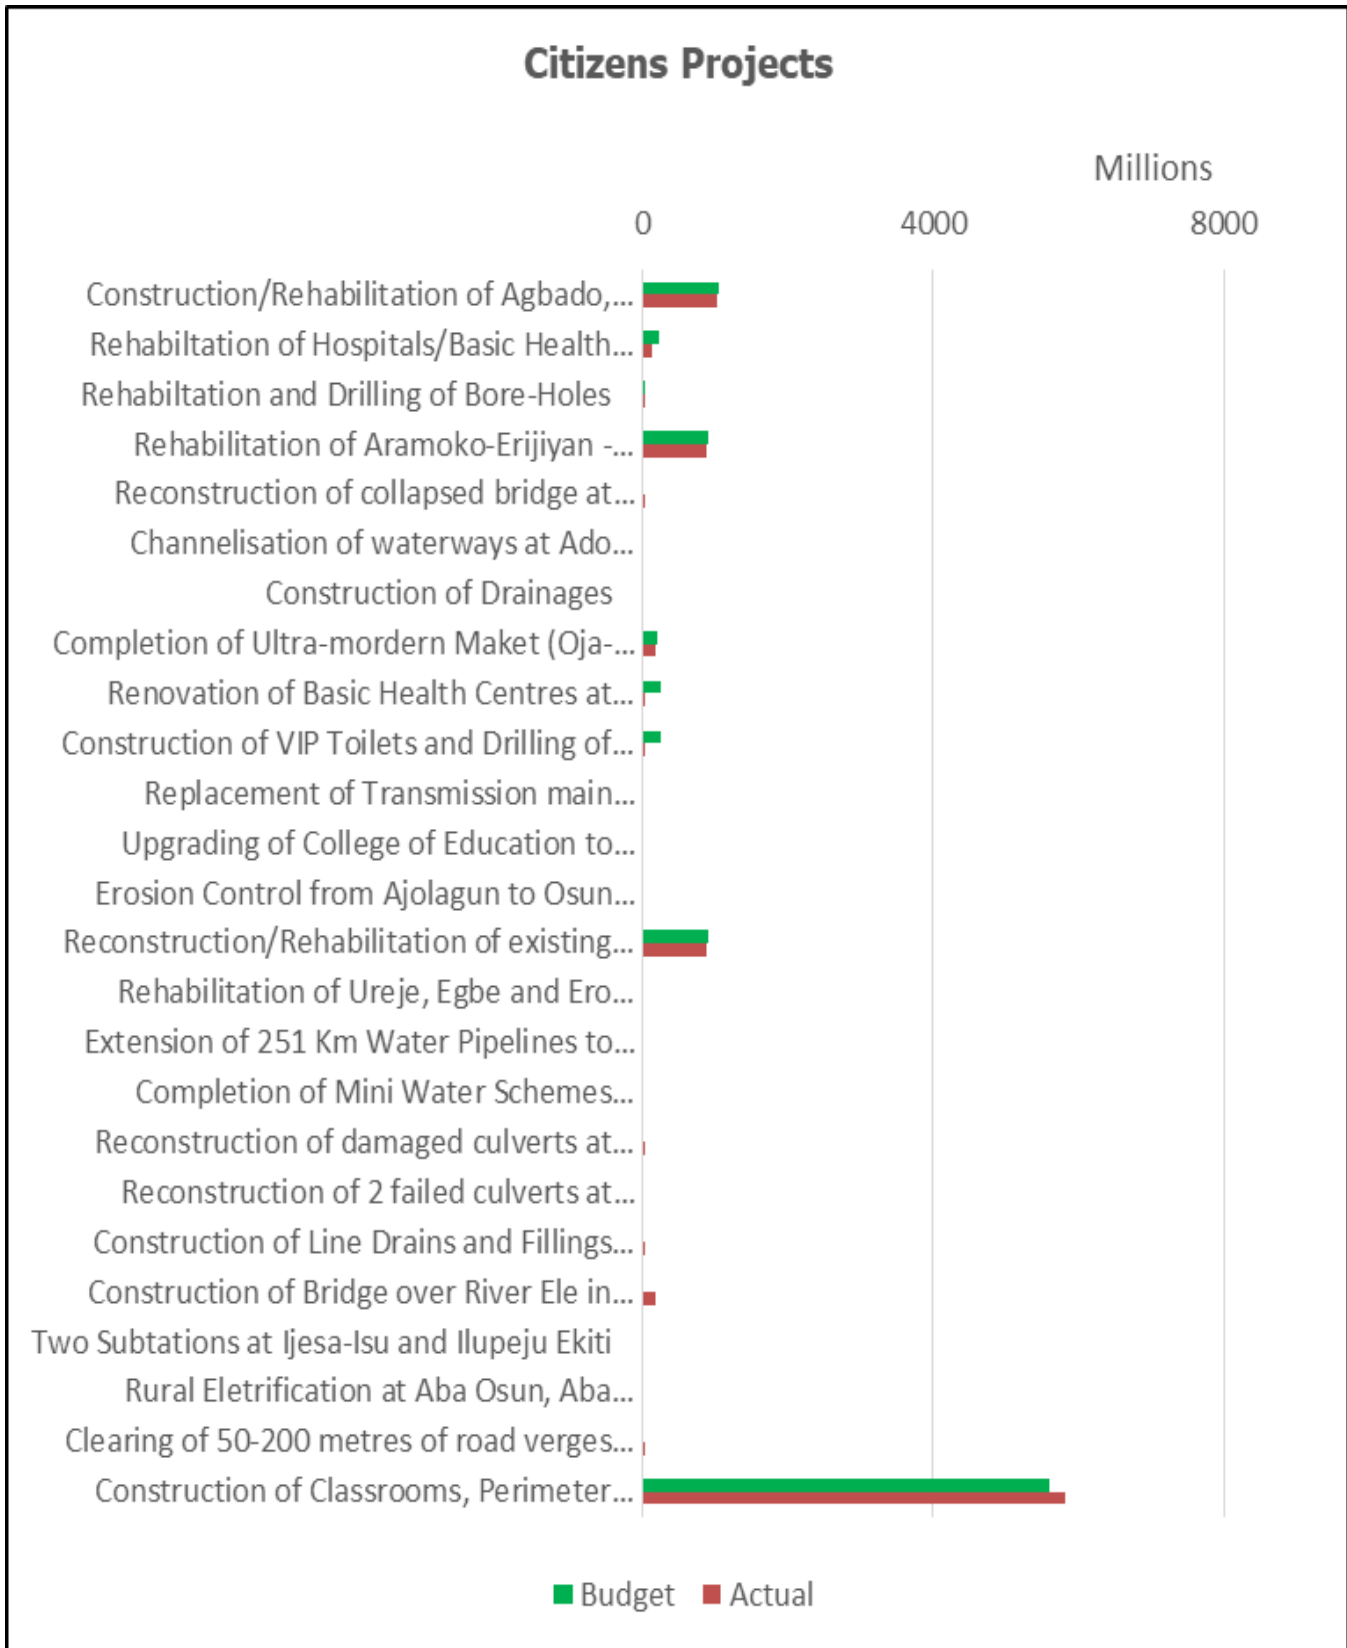 Citizens Projects
Millions
0 4000 8000
Construction/Rehabilitation of Agbado,...
Rehabiltation of Hospitals/Basic Health...
Rehabiltation and Drilling of Bore-Holes
Rehabilitation of Aramoko-Erijiyan -...
Reconstruction of collapsed bridge at...
Channelisation of waterways at Ado...
Construction of Drainages
Completion of Ultra-mordern Maket (Oja-...
Renovation of Basic Health Centres at...
Construction of VIP Toilets and Drilling of...
Replacement of Transmission main...
Upgrading of College of Education to...
Erosion Control from Ajolagun to Osun...
Reconstruction/Rehabilitation of existing...
Rehabilitation of Ureje, Egbe and Ero...
Extension of 251 Km Water Pipelines to...
Completion of Mini Water Schemes...
Reconstruction of damaged culverts at...
Reconstruction of 2 failed culverts at...
Construction of Line Drains and Fillings...
Construction of Bridge over River Ele in...
Two Subtations at Ijesa-Isu and Ilupeju Ekiti
Rural Eletrification at Aba Osun, Aba...
Clearing of 50-200 metres of road verges...
Construction of Classrooms, Perimeter...
Budget Actual